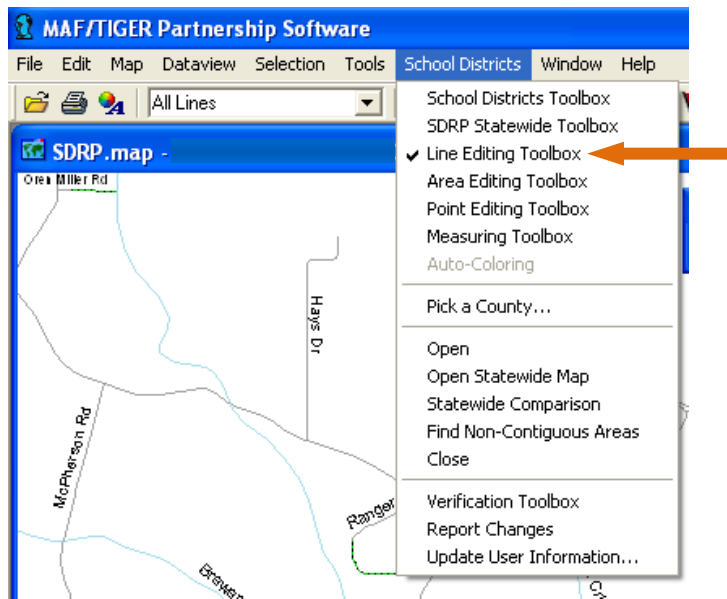 MAF/TIGER Partnership Software
File Edit Map Dataview Selection Tools School Districts Window Help
All Lines
School Districts Toolbox
SDRP Statewide Toolbox
Line Editing Toolbox
Area Editing Toolbox
Point Editing Toolbox
Measuring Toolbox
Auto-Coloring
Pick a County...
Open
Open Statewide Map
Statewide Comparison
Find Non-Contiguous Areas
Close
Verification Toolbox
Report Changes
Update User Information...
SDRP.map -
Oren Miller Rd
Hays Dr
McPherson Rd
Ranger